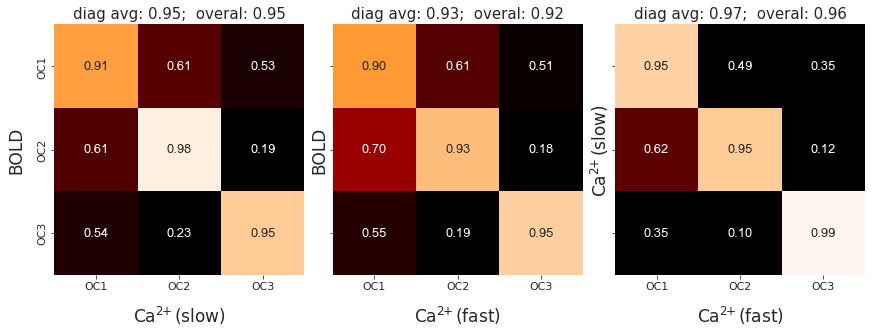 diag avg: 0.95;  overal: 0.95
BOLD
OC1
OC2
OC3
0.91 0.61 0.53
0.61 0.98 0.19
0.54 0.23 0.95
OC1 OC2 OC3
Ca²⁺ (slow)
diag avg: 0.93;  overal: 0.92
BOLD
0.90 0.61 0.51
0.70 0.93 0.18
0.55 0.19 0.95
OC1 OC2 OC3
Ca²⁺ (fast)
diag avg: 0.97;  overal: 0.96
Ca²⁺ (slow)
0.95 0.49 0.35
0.62 0.95 0.12
0.35 0.10 0.99
OC1 OC2 OC3
Ca²⁺ (fast)